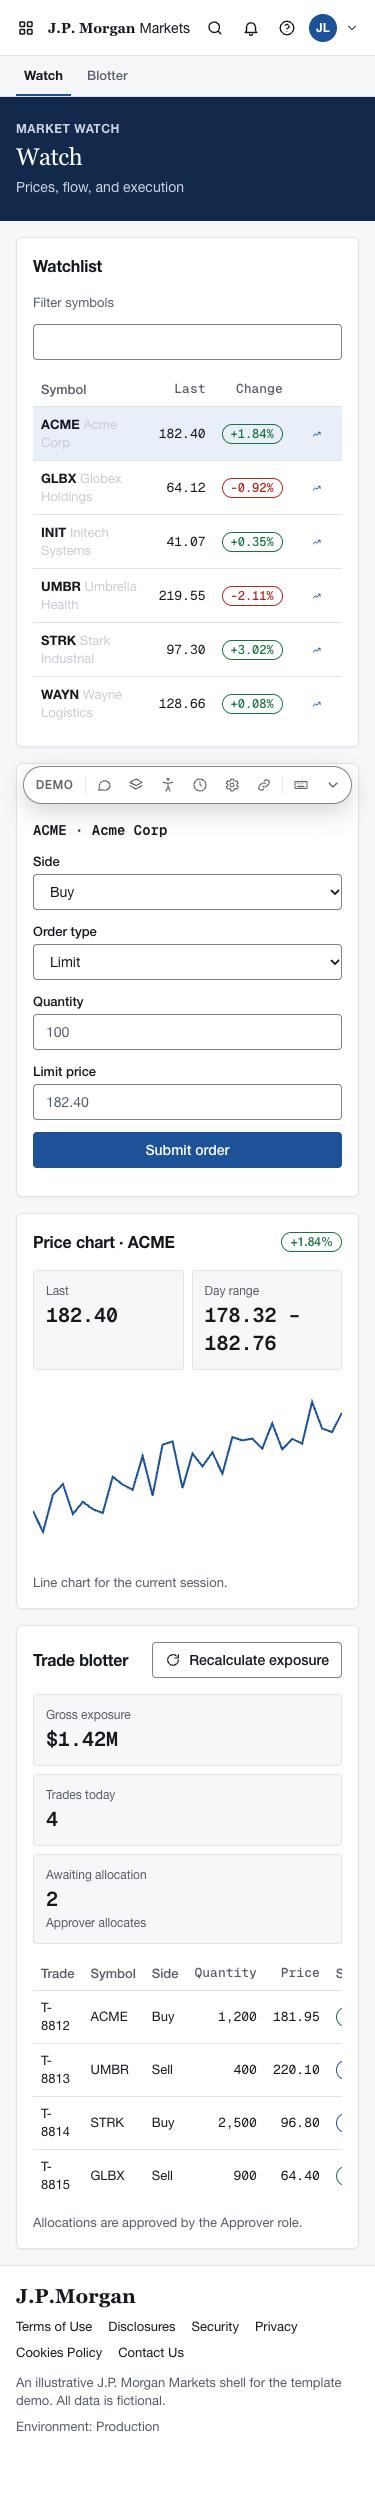 J.P. Morgan Markets JL
Watch Blotter
MARKET WATCH
Watch
Prices, flow, and execution
Watchlist
Filter symbols
Symbol Last Change
ACME Acme
Corp
182.40 +1.84%
GLBX Globex
Holdings
64.12 -0.92%
INIT Initech
Systems
41.07 +0.35%
UMBR Umbrella
Health
219.55 -2.11%
STRK Stark
Industrial
97.30 +3.02%
WAYN Wayne
Logistics
128.66 +0.08%
DEMO
ACME · Acme Corp
Side
Buy
Order type
Limit
Quantity
100
Limit price
182.40
Submit order
Price chart · ACME +1.84%
Last
182.40
Day range
178.32 –
182.76
Line chart for the current session.
Trade blotter Recalculate exposure
Gross exposure
$1.42M
Trades today
4
Awaiting allocation
2
Approver allocates
Trade Symbol Side Quantity Price S
T-
8812
ACME Buy 1,200 181.95
T-
8813
UMBR Sell 400 220.10
T-
8814
STRK Buy 2,500 96.80
T-
8815
GLBX Sell 900 64.40
Allocations are approved by the Approver role.
J.P.Morgan
Terms of Use Disclosures Security Privacy
Cookies Policy Contact Us
An illustrative J.P. Morgan Markets shell for the template
demo. All data is fictional.
Environment: Production